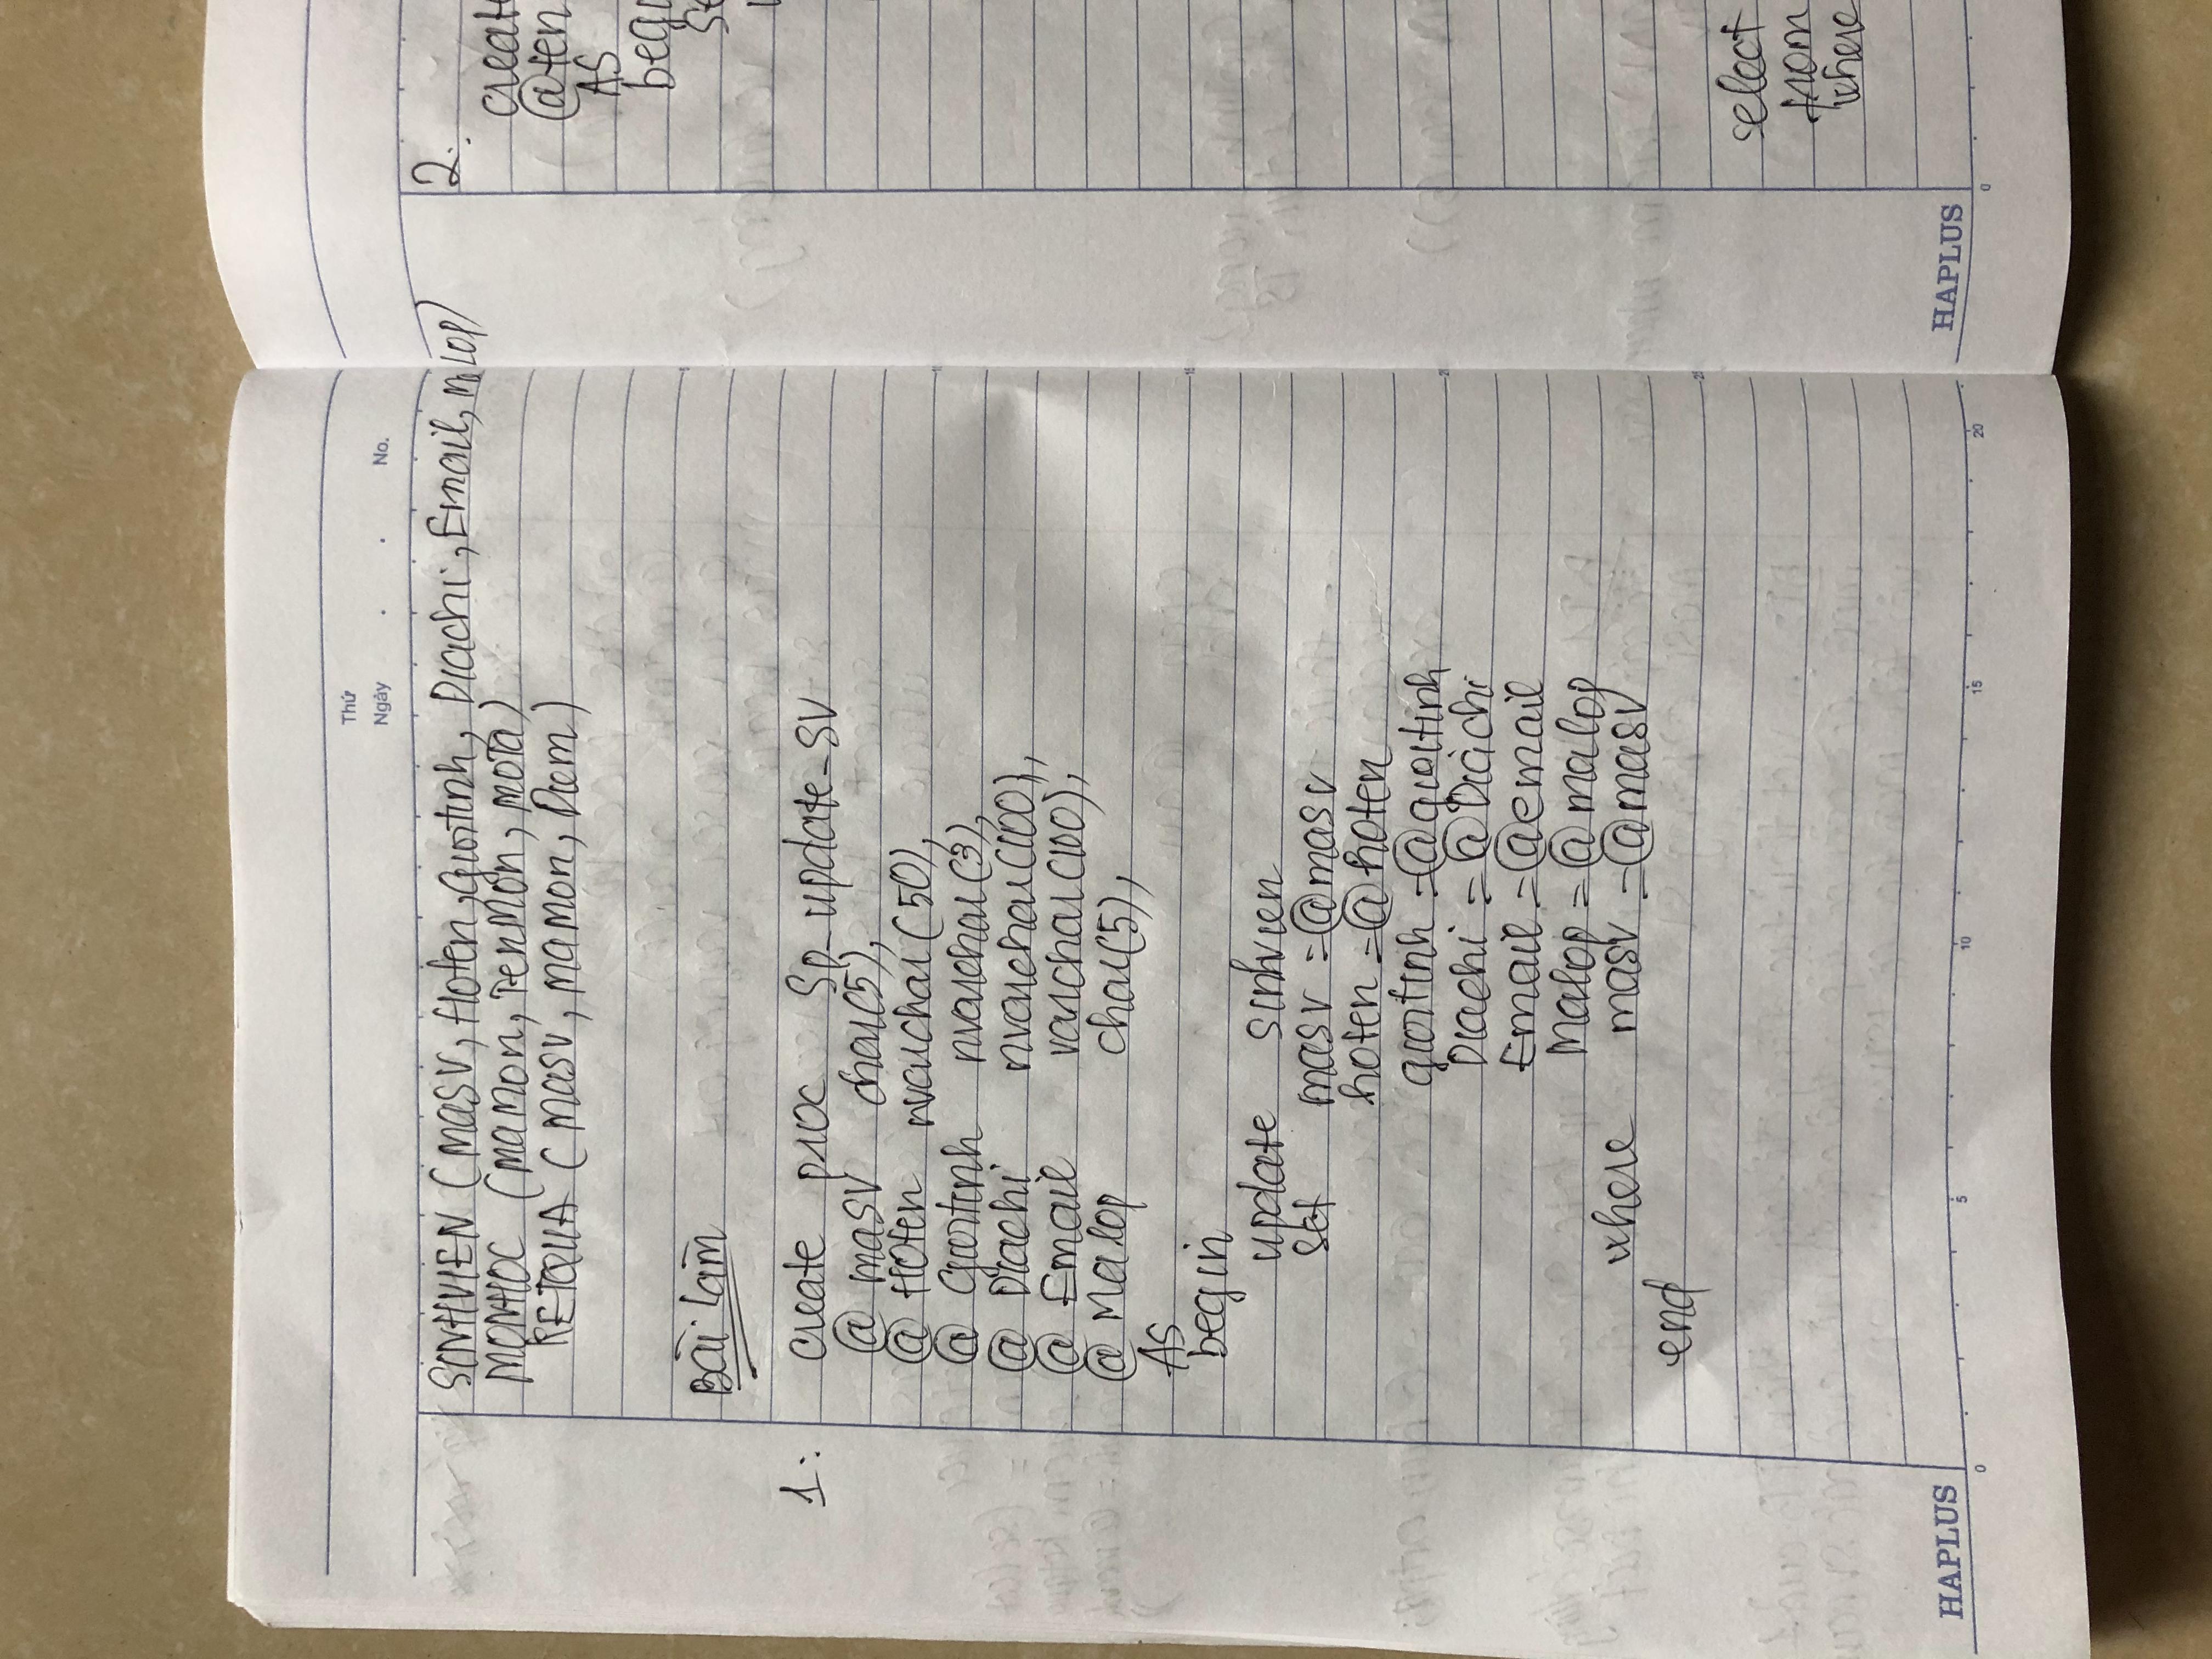 Thứ
Ngày . . No.
SINHVIEN (MASV, Hoten, gioitinh, Diachi, Email, malop)
MONHOC (MAMON, TENMON, MOTA)
KETQUA (MASV, MAMON, Diem)
Bài làm
1:
create proc Sp_update_SV
@ masv char(5),
@ Hoten nvarchar(50),
@ Gioitinh nvarchar(3),
@ Diachi nvarchar(100),
@ Email varchar(100),
@ Malop char(5),
AS
begin
update sinhvien
set masv = @masv
hoten = @hoten
gioitinh = @gioitinh
Diachi = @Diachi
Email = @email
Malop = @malop
where masv = @masv
end
HAPLUS
0 5 10 15 20
2.
create
@ten
AS
begi
se
select
from
where
HAPLUS
0